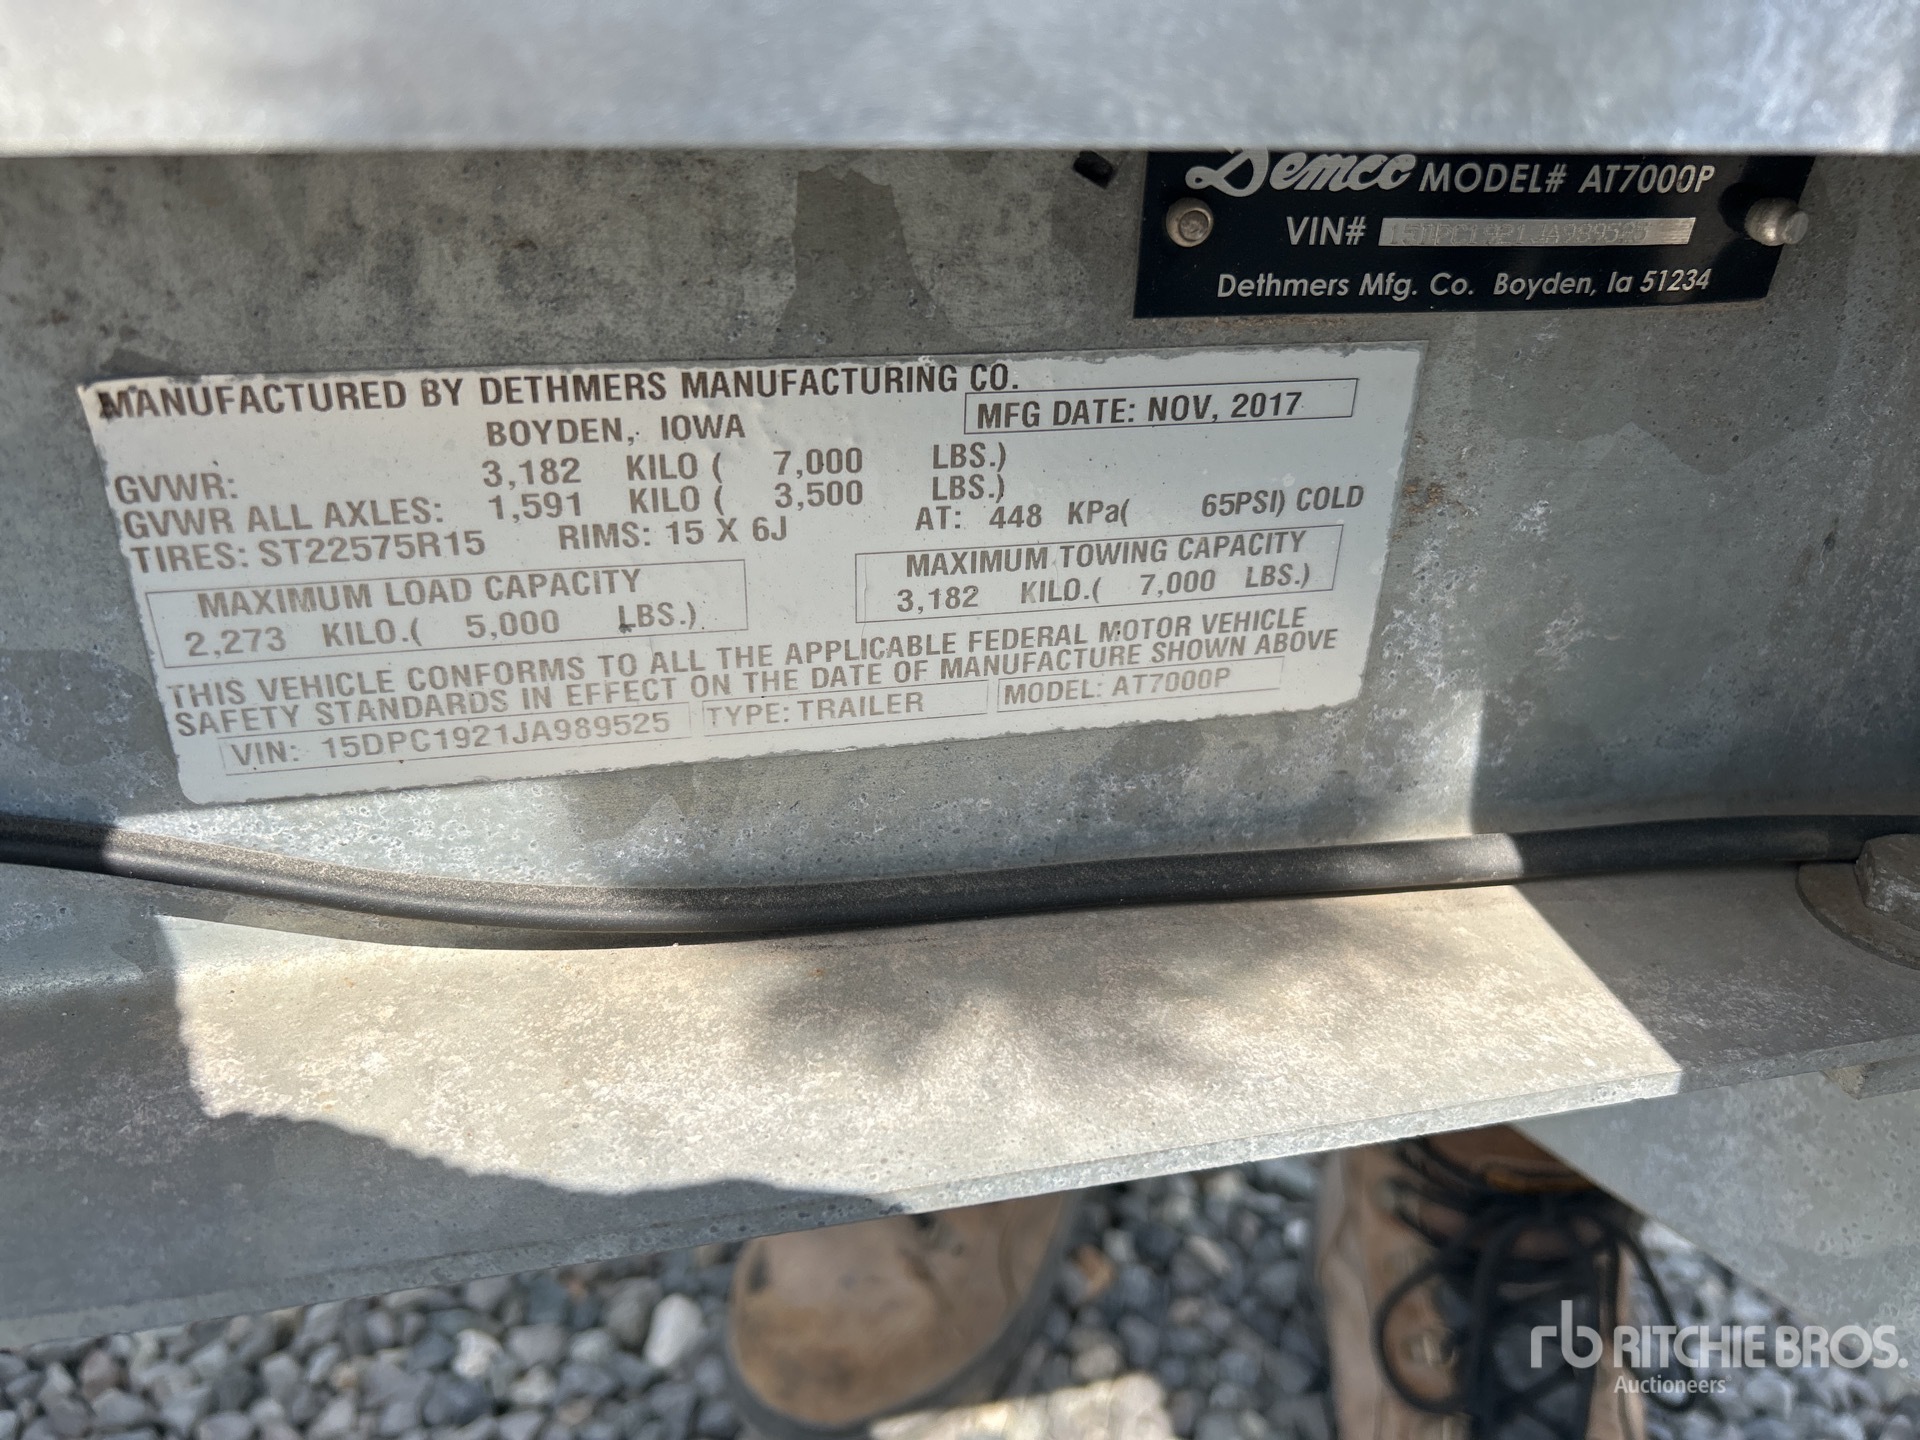 Demco MODEL# AT7000P
VIN#
Dethmers Mfg. Co. Boyden, Ia 51234
MANUFACTURED BY DETHMERS MANUFACTURING CO.
BOYDEN, IOWA
MFG DATE: NOV, 2017
GVWR: 3,182 KILO ( 7,000 LBS.)
GVWR ALL AXLES: 1,591 KILO ( 3,500 LBS.)
TIRES: ST22575R15 RIMS: 15 X 6J AT: 448 KPa( 65PSI) COLD
MAXIMUM LOAD CAPACITY
2,273 KILO.( 5,000 LBS.)
MAXIMUM TOWING CAPACITY
3,182 KILO.( 7,000 LBS.)
THIS VEHICLE CONFORMS TO ALL THE APPLICABLE FEDERAL MOTOR VEHICLE
SAFETY STANDARDS IN EFFECT ON THE DATE OF MANUFACTURE SHOWN ABOVE
VIN: 15DPC1921JA989525 TYPE: TRAILER MODEL: AT7000P
rb RITCHIE BROS.
Auctioneers